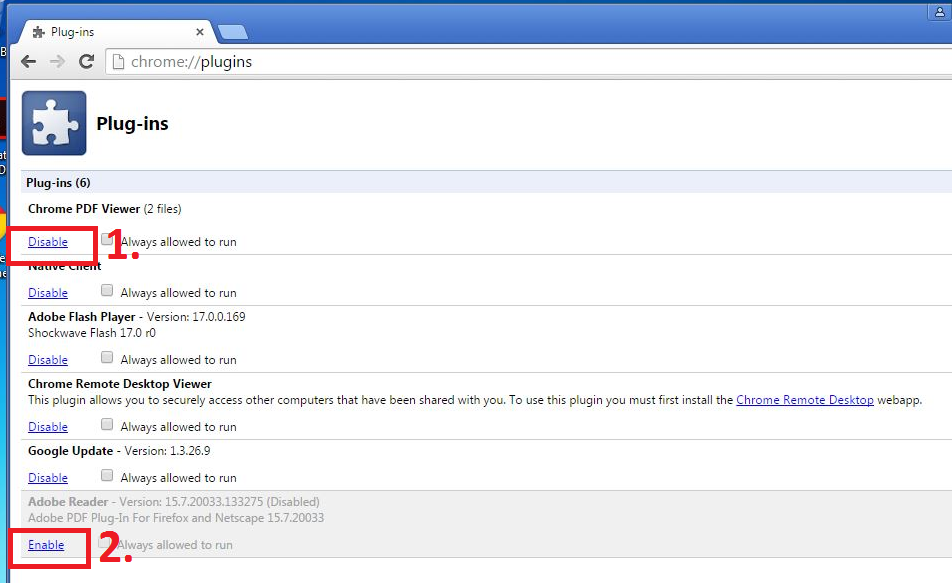 Plug-ins
chrome://plugins
Plug-ins
Plug-ins (6)
Chrome PDF Viewer (2 files)
Disable Always allowed to run
1.
Native Client
Disable Always allowed to run
Adobe Flash Player - Version: 17.0.0.169
Shockwave Flash 17.0 r0
Disable Always allowed to run
Chrome Remote Desktop Viewer
This plugin allows you to securely access other computers that have been shared with you. To use this plugin you must first install the Chrome Remote Desktop webapp.
Disable Always allowed to run
Google Update - Version: 1.3.26.9
Disable Always allowed to run
Adobe Reader - Version: 15.7.20033.133275 (Disabled)
Adobe PDF Plug-In For Firefox and Netscape 15.7.20033
Enable Always allowed to run
2.